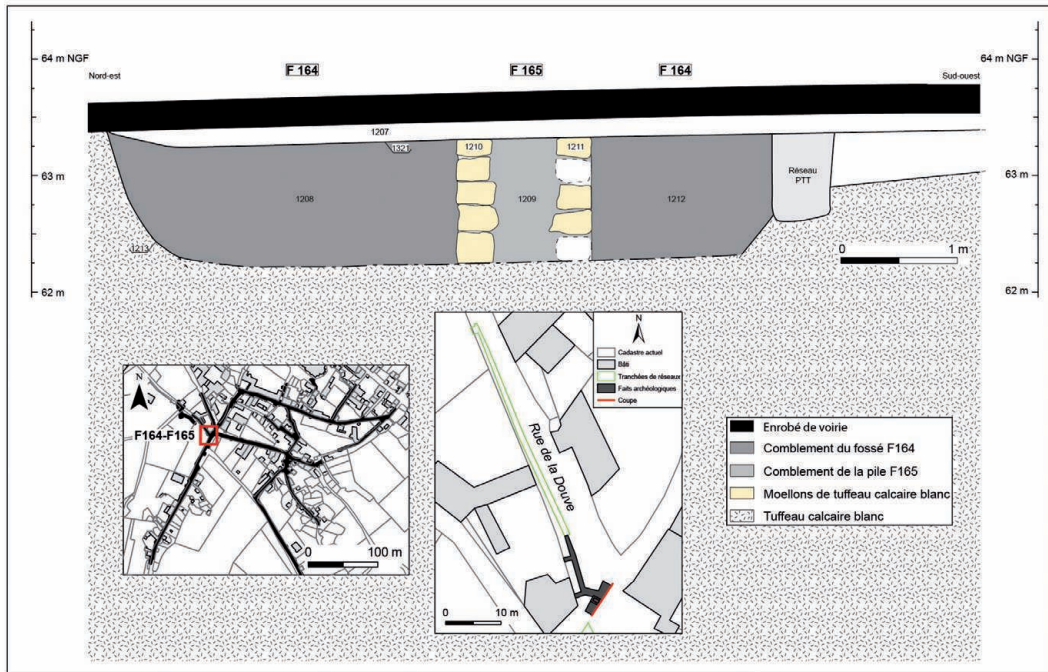 64 m NGF
64 m NGF
Nord-est
F 164
F 165
F 164
Sud-ouest
1207
1321
1210
1211
Réseau
PTT
63 m
1208
1209
1212
63 m
1213
0 1 m
62 m
62 m
N
F164-F165
0 100 m
N
Cadastre actuel
Bâti
Tranchées de réseaux
Faits archéologiques
Coupe
Rue de la Douve
0 10 m
Enrobé de voirie
Comblement du fossé F164
Comblement de la pile F165
Moellons de tuffeau calcaire blanc
Tuffeau calcaire blanc